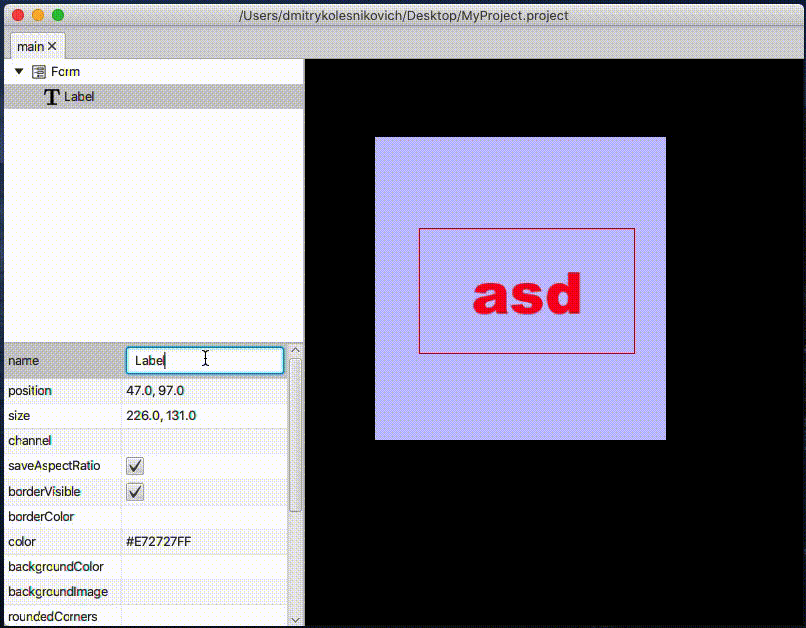 /Users/dmitrykolesnikovich/Desktop/MyProject.project
main
Form
T Label
asd
name Label
position 47.0, 97.0
size 226.0, 131.0
channel
saveAspectRatio
borderVisible
borderColor
color #E72727FF
backgroundColor
backgroundImage
roundedCorners